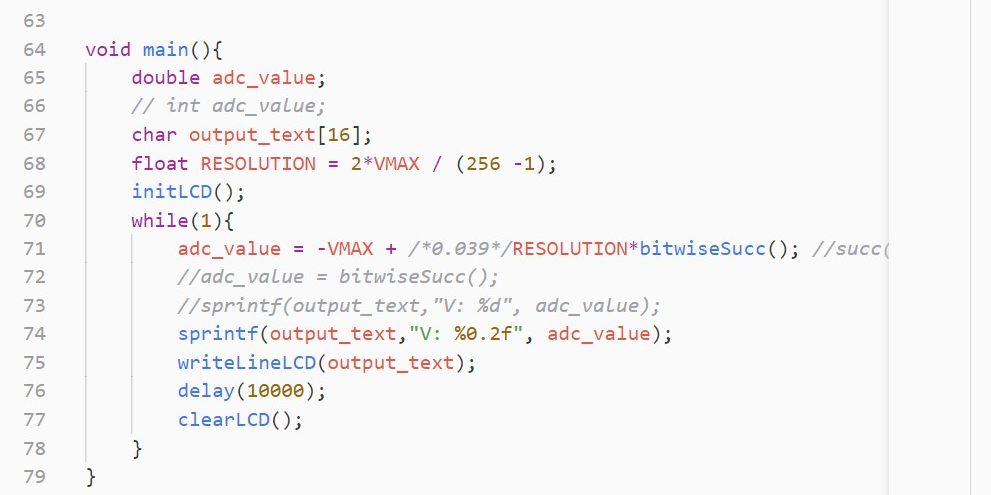 63
64 void main(){
65 double adc_value;
66 // int adc_value;
67 char output_text[16];
68 float RESOLUTION = 2*VMAX / (256 -1);
69 initLCD();
70 while(1){
71 adc_value = -VMAX + /*0.039*/RESOLUTION*bitwiseSucc(); //succ(
72 //adc_value = bitwiseSucc();
73 //sprintf(output_text,"V: %d", adc_value);
74 sprintf(output_text,"V: %0.2f", adc_value);
75 writeLineLCD(output_text);
76 delay(10000);
77 clearLCD();
78 }
79 }